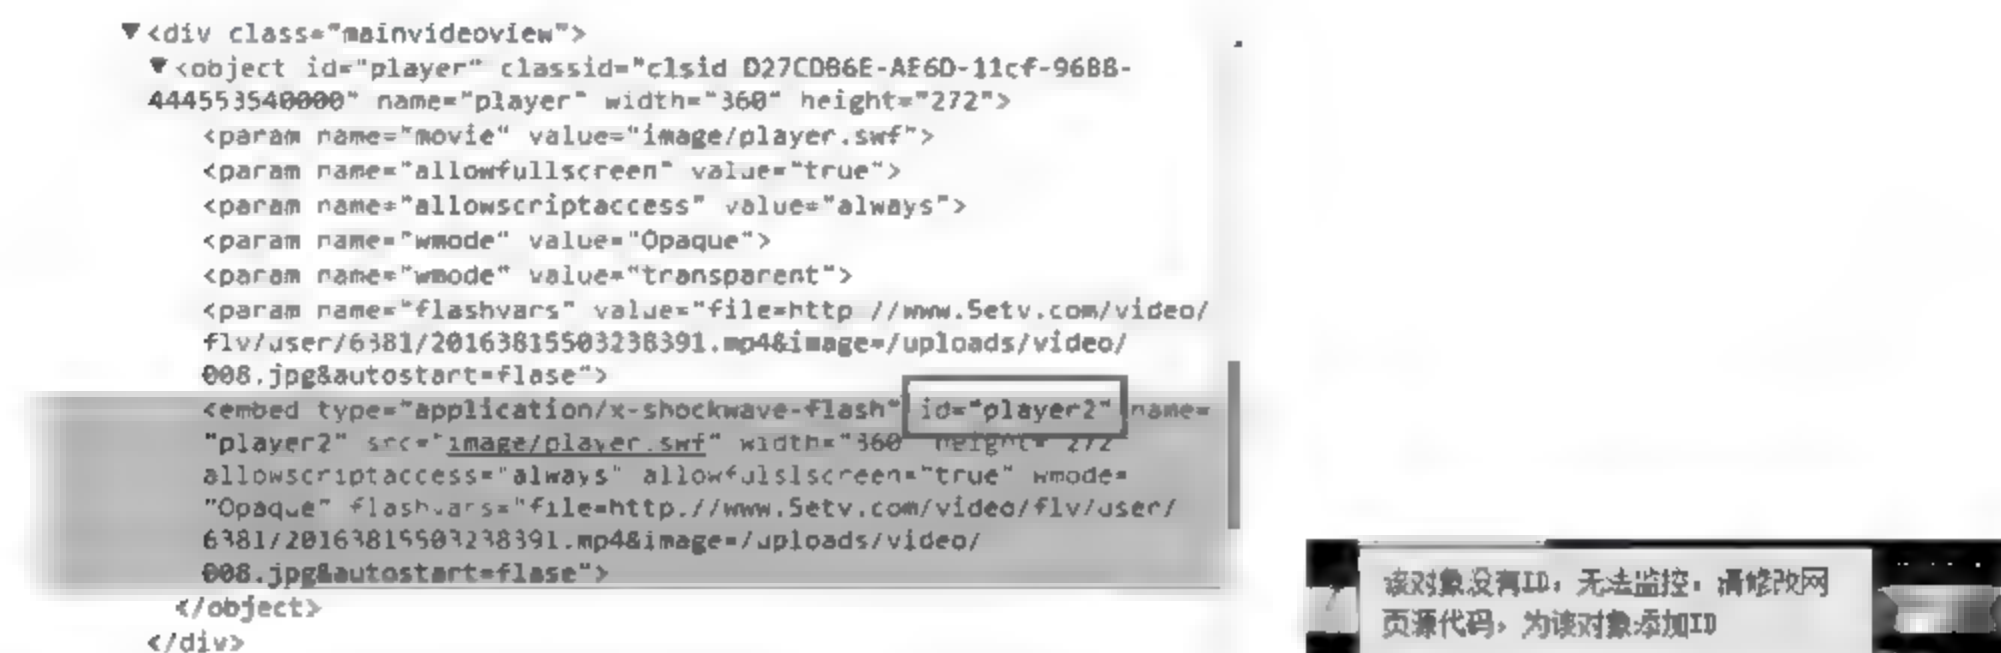 ▼<div class="mainvideoview">
▼<object id="player" classid="clsid D27CDB6E-AE6D-11cf-96B8-
444553540000" name="player" width="360" height="272">
<param name="movie" value="image/player.swf">
<param name="allowfullscreen" value="true">
<param name="allowscriptaccess" value="always">
<param name="wmode" value="Opaque">
<param name="wmode" value="transparent">
<param name="flashvars" value="file=http://www.5etv.com/video/
flv/user/6381/20163815503238391.mp4&image=/uploads/video/
008.jpg&autostart=flase">
<embed type="application/x-shockwave-flash" id="player2" name=
"player2" src="image/player.swf" width="360" height="272"
allowscriptaccess="always" allowfulslscreen="true" wmode=
"Opaque" flashvars="file=http://www.5etv.com/video/flv/user/
6381/20163815503238391.mp4&image=/uploads/video/
008.jpg&autostart=flase">
</object>
</div>
该对象没有ID，无法监控，请修改网
页源代码，为该对象添加ID